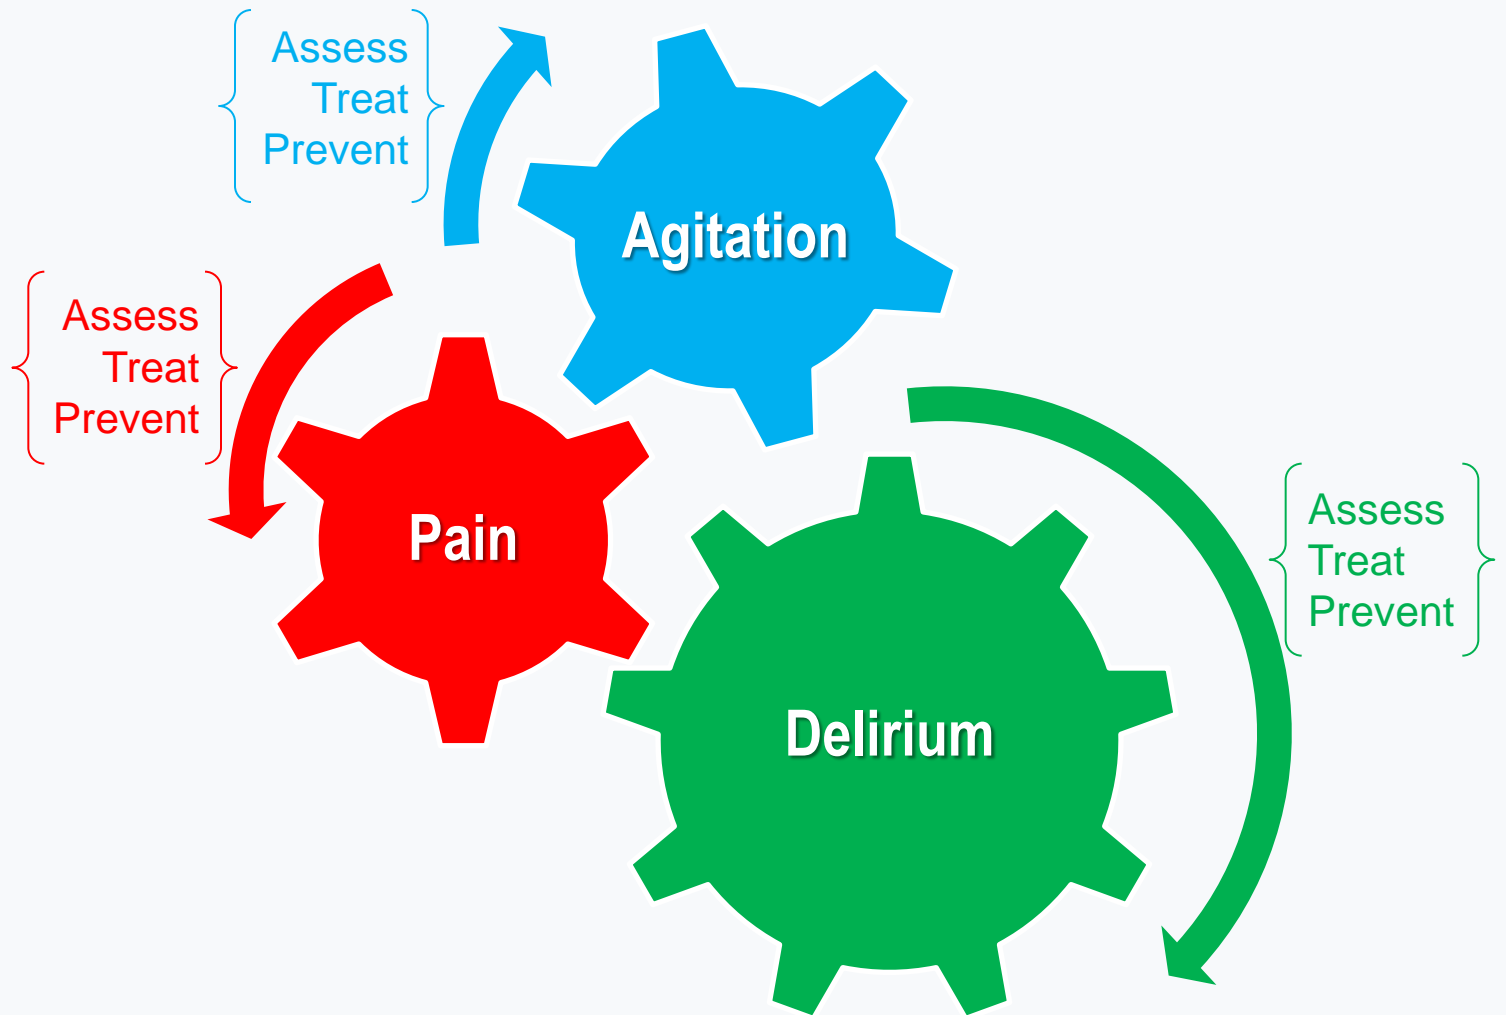 Assess
Treat
Prevent
Agitation
Assess
Treat
Prevent
Pain
Assess
Treat
Prevent
Delirium